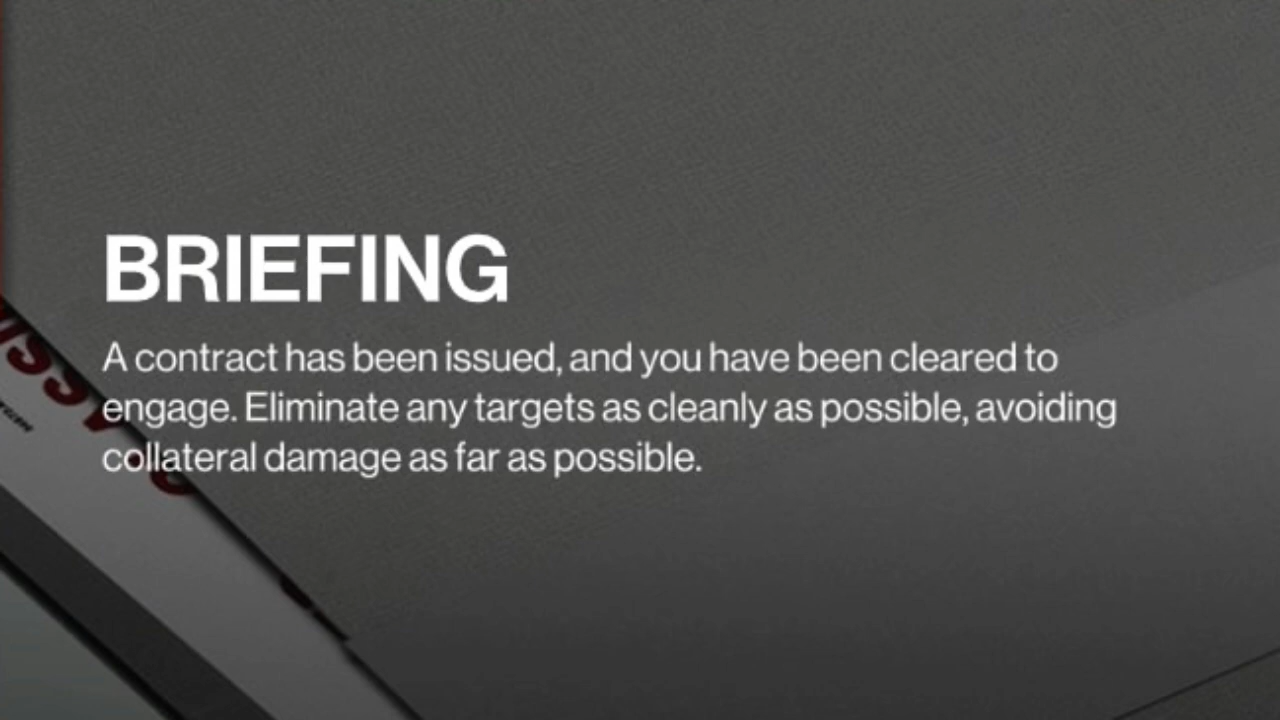 BRIEFING
A contract has been issued, and you have been cleared to
engage. Eliminate any targets as cleanly as possible, avoiding
collateral damage as far as possible.